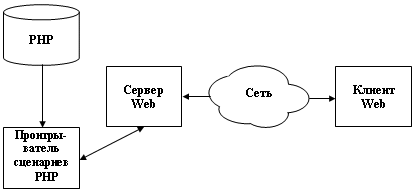 PHP
Сервер
Web
Сеть
Клиент
Web
Проигры-
ватель
сценариев
PHP